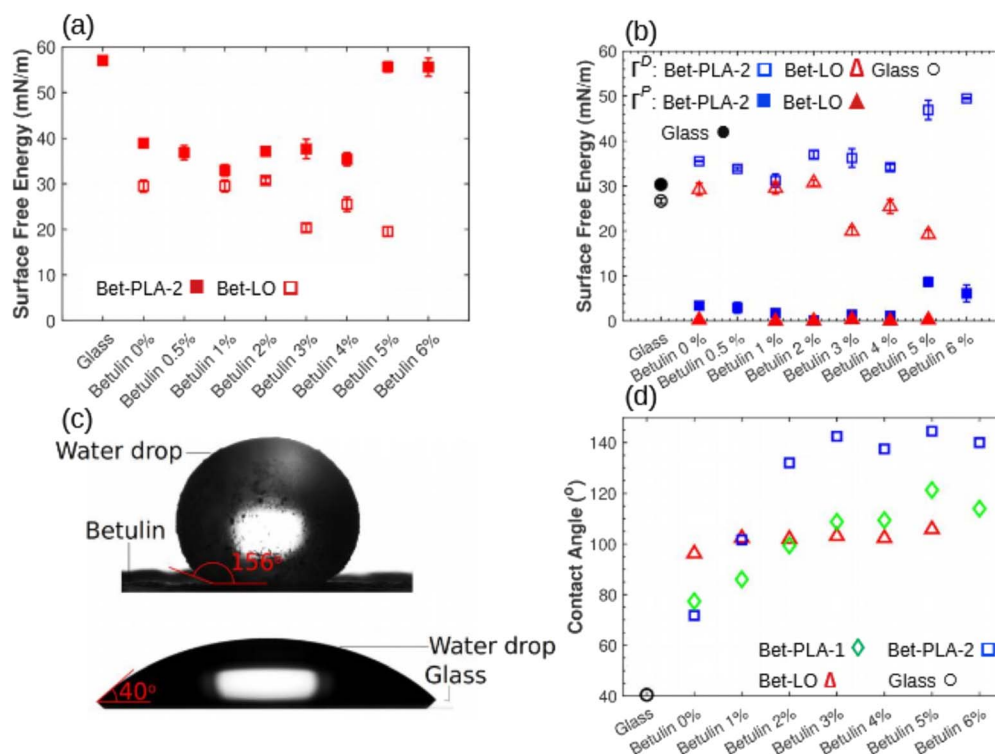 (a)
Surface Free Energy (mN/m)
60
50
40
30
20
10
0
Bet-PLA-2 Bet-LO
Glass
Betulin 0%
Betulin 0.5%
Betulin 1%
Betulin 2%
Betulin 3%
Betulin 4%
Betulin 5%
Betulin 6%
(b)
Surface Free Energy (mN/m)
60
50
40
30
20
10
0
Γᴰ: Bet-PLA-2 Bet-LO Glass
Γᴾ: Bet-PLA-2 Bet-LO
Glass
Glass
Betulin 0 %
Betulin 0.5 %
Betulin 1 %
Betulin 2 %
Betulin 3 %
Betulin 4 %
Betulin 5 %
Betulin 6 %
(c)
Water drop
Betulin
156°
Water drop
Glass
40°
(d)
Contact Angle (°)
140
120
100
80
60
40
Bet-PLA-1 Bet-PLA-2
Bet-LO Glass
Glass
Betulin 0%
Betulin 1%
Betulin 2%
Betulin 3%
Betulin 4%
Betulin 5%
Betulin 6%